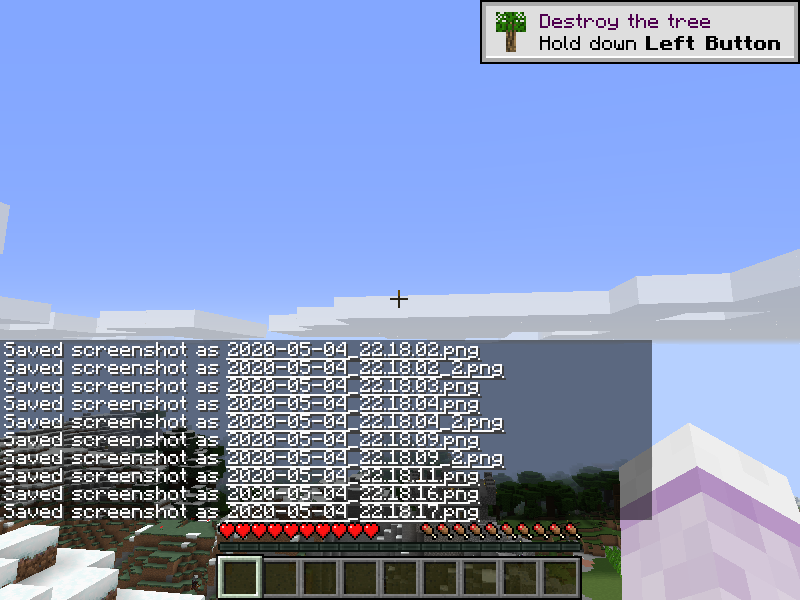 Destroy the tree
Hold down Left Button
Saved screenshot as 2020-05-04_22.18.02.png
Saved screenshot as 2020-05-04_22.18.02_2.png
Saved screenshot as 2020-05-04_22.18.03.png
Saved screenshot as 2020-05-04_22.18.04.png
Saved screenshot as 2020-05-04_22.18.04_2.png
Saved screenshot as 2020-05-04_22.18.09.png
Saved screenshot as 2020-05-04_22.18.09_2.png
Saved screenshot as 2020-05-04_22.18.11.png
Saved screenshot as 2020-05-04_22.18.16.png
Saved screenshot as 2020-05-04_22.18.17.png